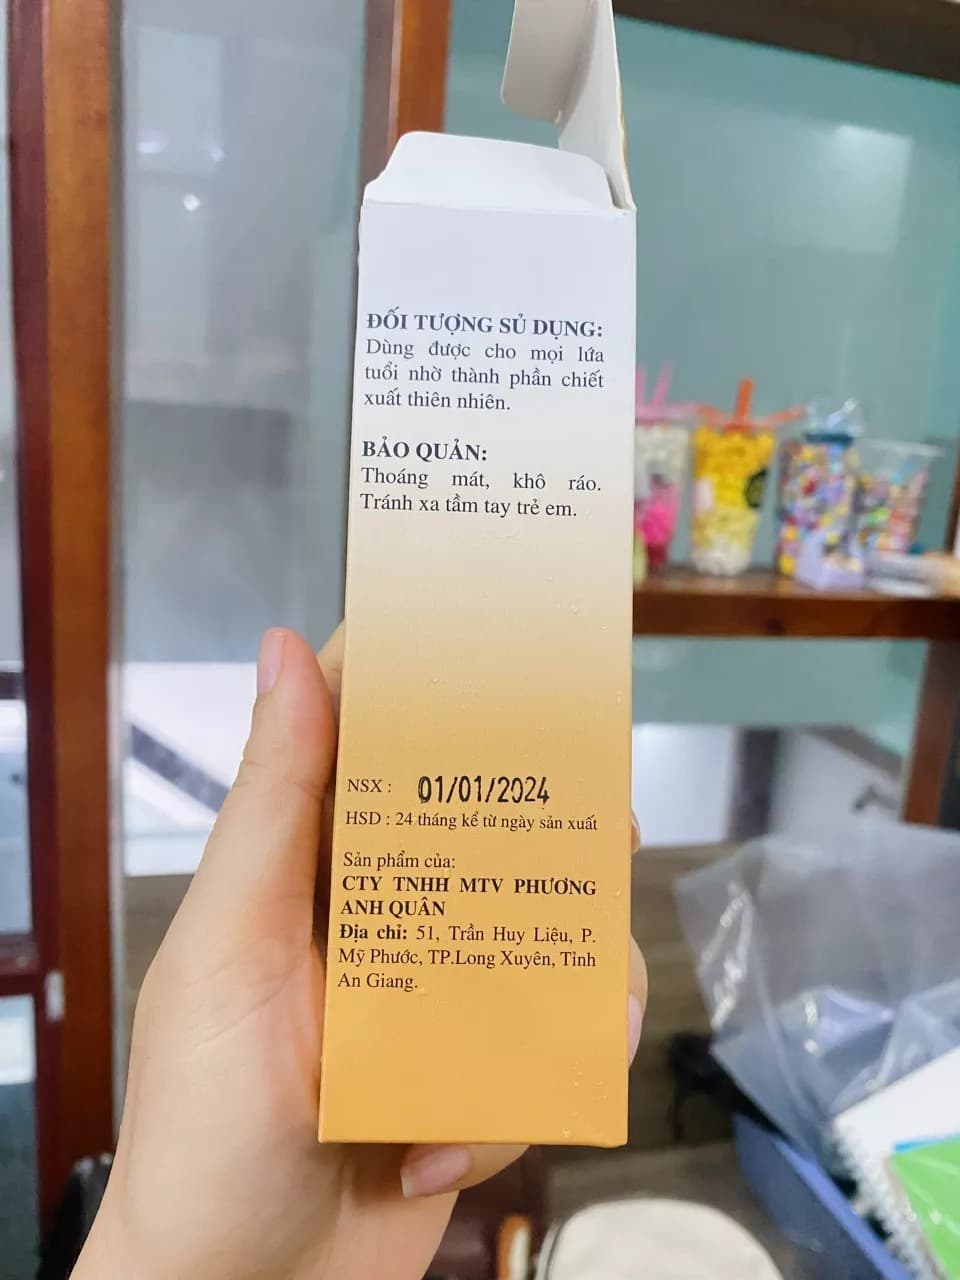 ĐỐI TƯỢNG SỦ DỤNG:
Dùng được cho mọi lứa
tuổi nhờ thành phần chiết
xuất thiên nhiên.
BẢO QUẢN:
Thoáng mát, khô ráo.
Tránh xa tầm tay trẻ em.
NSX : 01/01/2024
HSD : 24 tháng kể từ ngày sản xuất
Sản phẩm của:
CTY TNHH MTV PHƯƠNG
ANH QUÂN
Địa chỉ: 51, Trần Huy Liệu, P.
Mỹ Phước, TP.Long Xuyên, Tỉnh
An Giang.